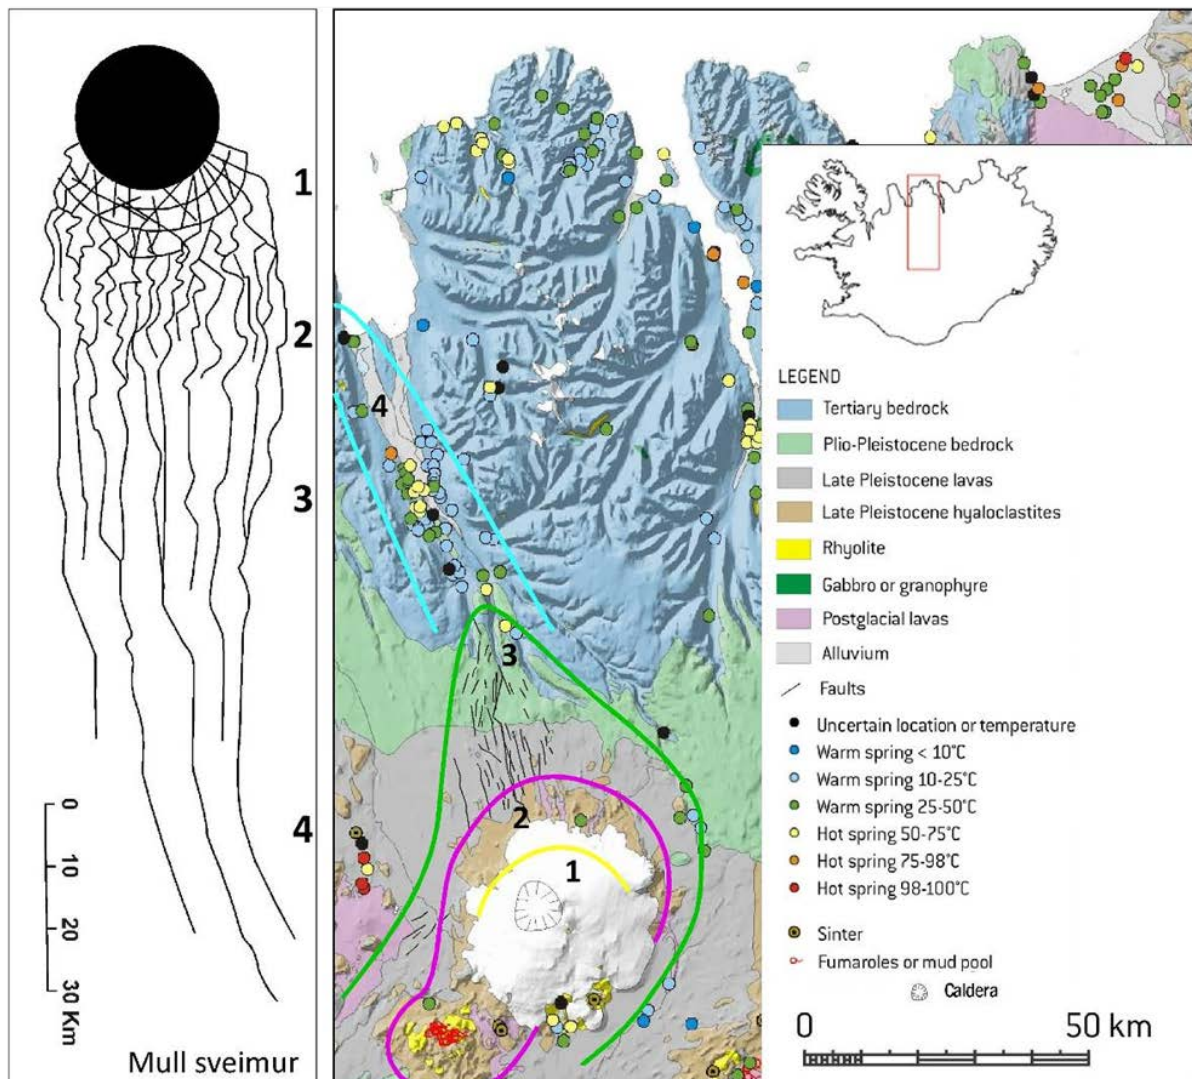 1
2
3
4
0
10
20
30 Km
Mull sveimur
4
3
2
1
LEGEND
Tertiary bedrock
Plio-Pleistocene bedrock
Late Pleistocene lavas
Late Pleistocene hyaloclastites
Rhyolite
Gabbro or granophyre
Postglacial lavas
Alluvium
Faults
Uncertain location or temperature
Warm spring < 10°C
Warm spring 10-25°C
Warm spring 25-50°C
Hot spring 50-75°C
Hot spring 75-98°C
Hot spring 98-100°C
Sinter
Fumaroles or mud pool
Caldera
0 50 km